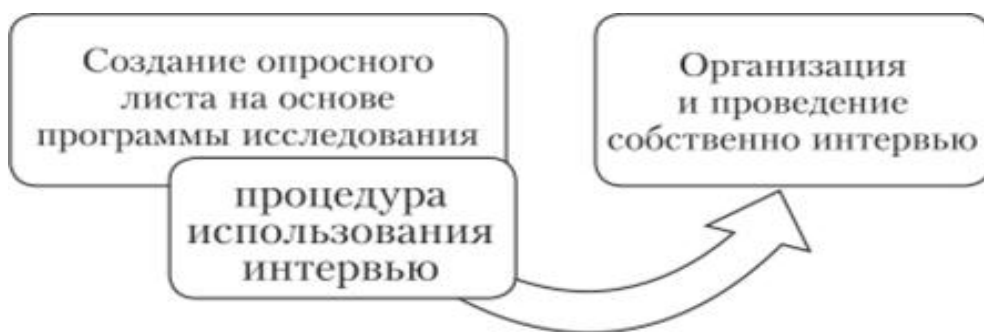 Создание опросного
листа на основе
программы исследования
процедура
использования
интервью
Организация
и проведение
собственно интервью